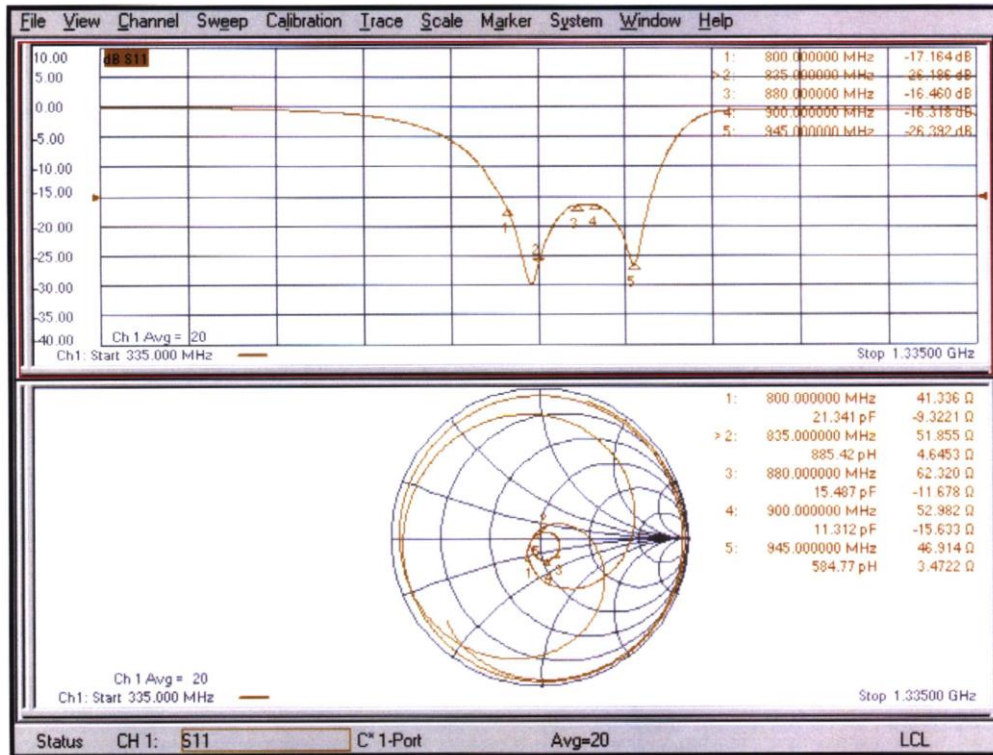 File View Channel Sweep Calibration Trace Scale Marker System Window Help
dB S11
10.00
5.00
0.00
-5.00
-10.00
-15.00
-20.00
-25.00
-30.00
-35.00
-40.00
1: 800.000000 MHz -17.164 dB
> 2: 835.000000 MHz -26.186 dB
3: 880.000000 MHz -16.460 dB
4: 900.000000 MHz -16.318 dB
5: 945.000000 MHz -26.392 dB
1
2
3
4
5
Ch 1 Avg = 20
Ch1: Start 335.000 MHz
Stop 1.33500 GHz
1: 800.000000 MHz 41.336 Ω
21.341 pF -9.3221 Ω
> 2: 835.000000 MHz 51.855 Ω
885.42 pH 4.6453 Ω
3: 880.000000 MHz 62.320 Ω
15.487 pF -11.678 Ω
4: 900.000000 MHz 52.982 Ω
11.312 pF -15.633 Ω
5: 945.000000 MHz 46.914 Ω
584.77 pH 3.4722 Ω
1
3
Ch 1 Avg = 20
Ch1: Start 335.000 MHz
Stop 1.33500 GHz
Status CH 1: S11 C* 1-Port Avg=20 LCL